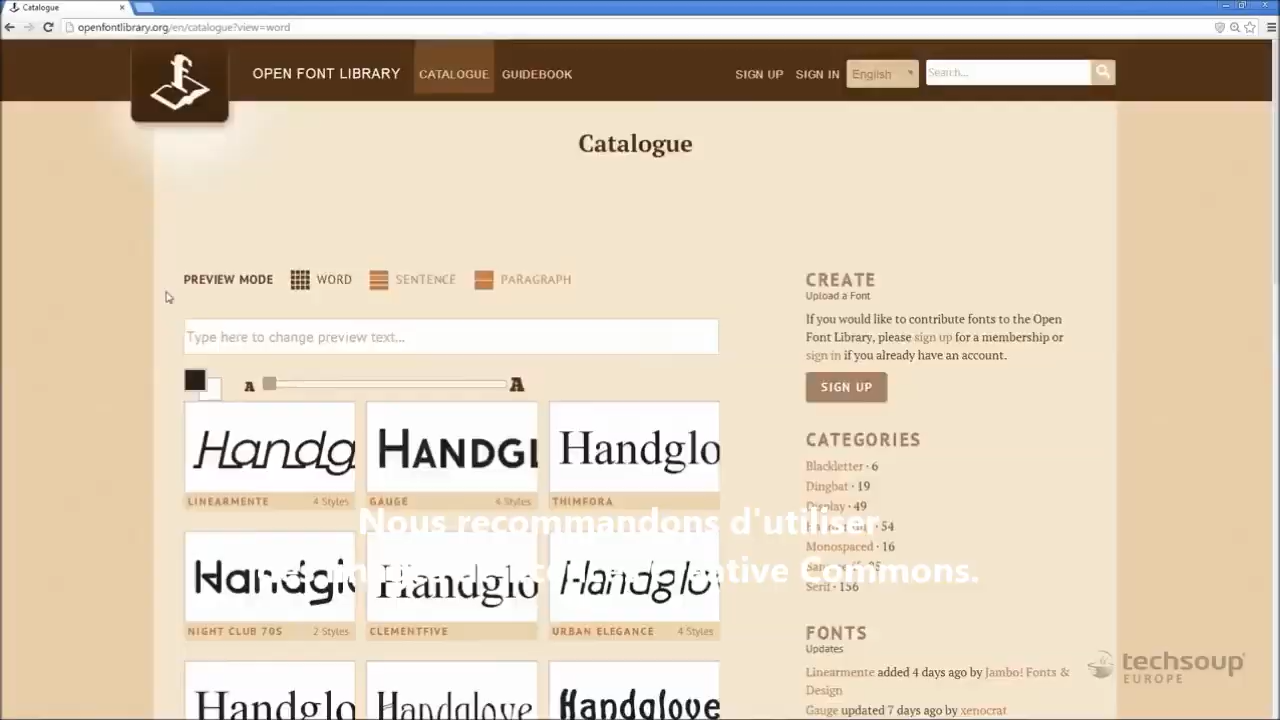 Catalogue
openfontlibrary.org/en/catalogue?view=word
OPEN FONT LIBRARY
CATALOGUE
GUIDEBOOK
SIGN UP
SIGN IN
English
Search...
Catalogue
PREVIEW MODE
WORD
SENTENCE
PARAGRAPH
Type here to change preview text...
A
A
Handg
HANDGL
Handglo
LINEARMENTE
4 Styles
GAUGE
4 Styles
THIMFORA
Handglo
Handglo
Handglov
NIGHT CLUB 70S
2 Styles
CLEMENTFIVE
URBAN ELEGANCE
4 Styles
Handglo
Handglove
Handglove
CREATE
Upload a Font
If you would like to contribute fonts to the Open
Font Library, please sign up for a membership or
sign in if you already have an account.
SIGN UP
CATEGORIES
Blackletter · 6
Dingbat · 19
Display · 49
54
Monospaced · 16
Serif · 156
FONTS
Updates
Linearmente added 4 days ago by Jambo! Fonts &
Design
Gauge updated 7 days ago by xenocrat
Nous recommandons d'utiliser
Creative Commons.
techsoup
EUROPE